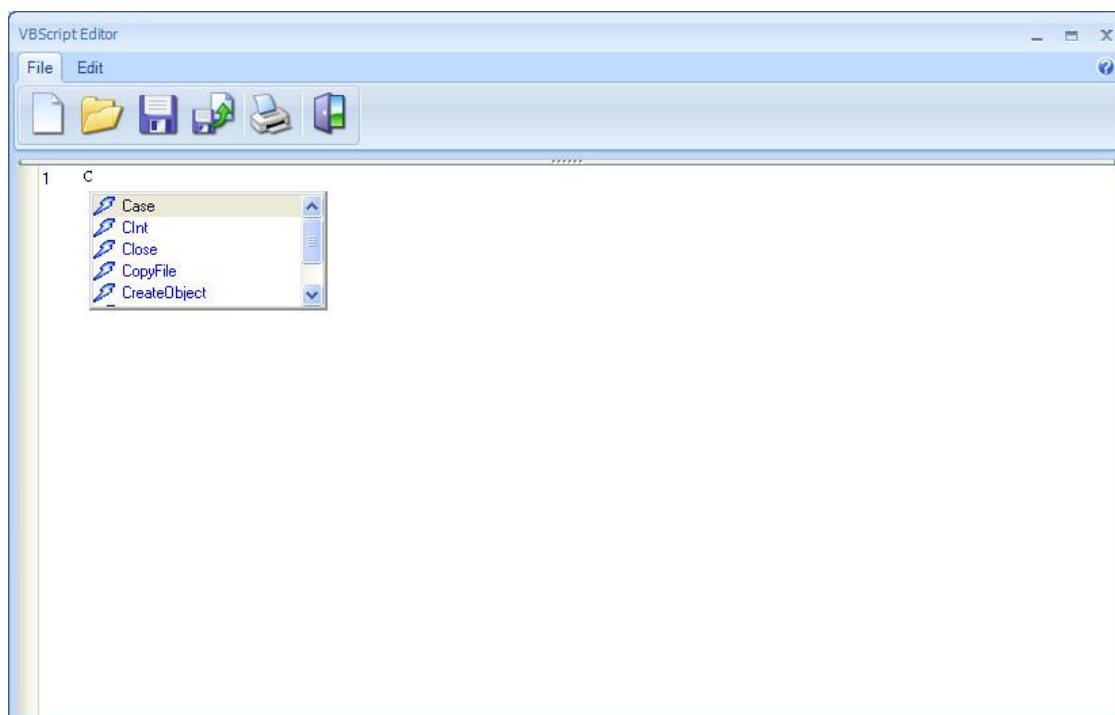 VBScript Editor
File Edit
1 C
Case
CInt
Close
CopyFile
CreateObject